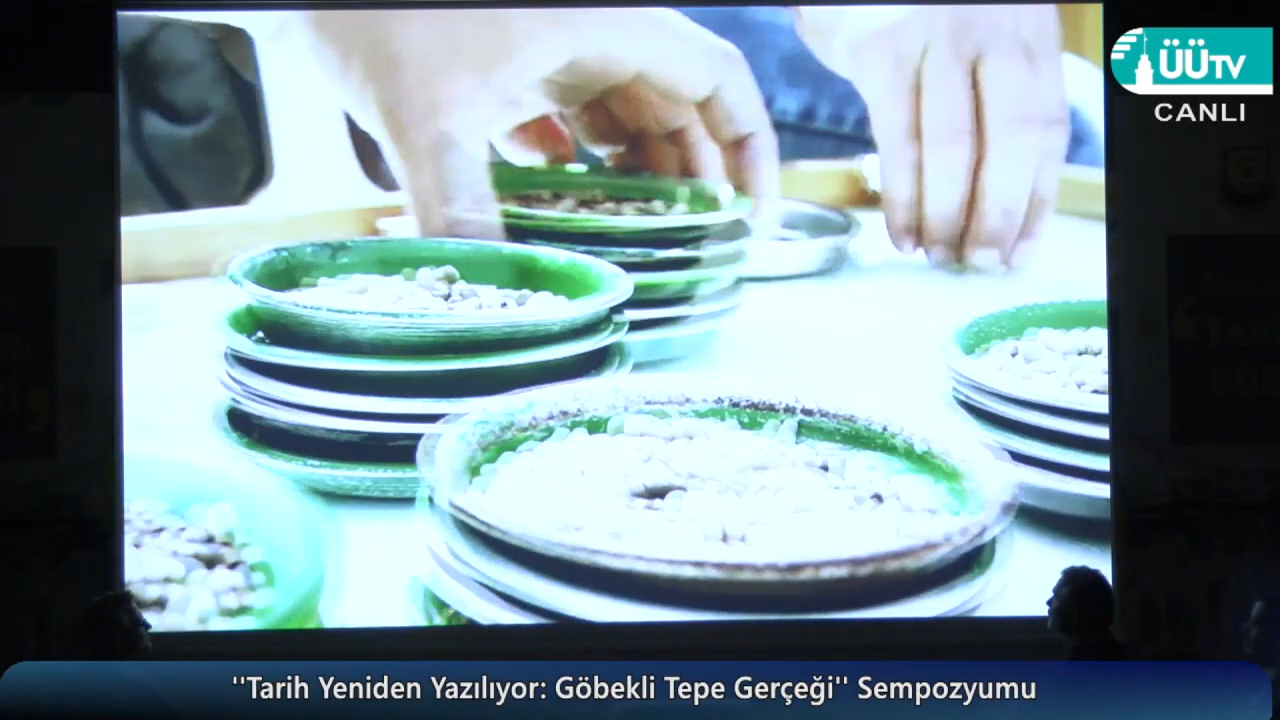 ÜÜTV
CANLI
''Tarih Yeniden Yazılıyor: Göbekli Tepe Gerçeği'' Sempozyumu